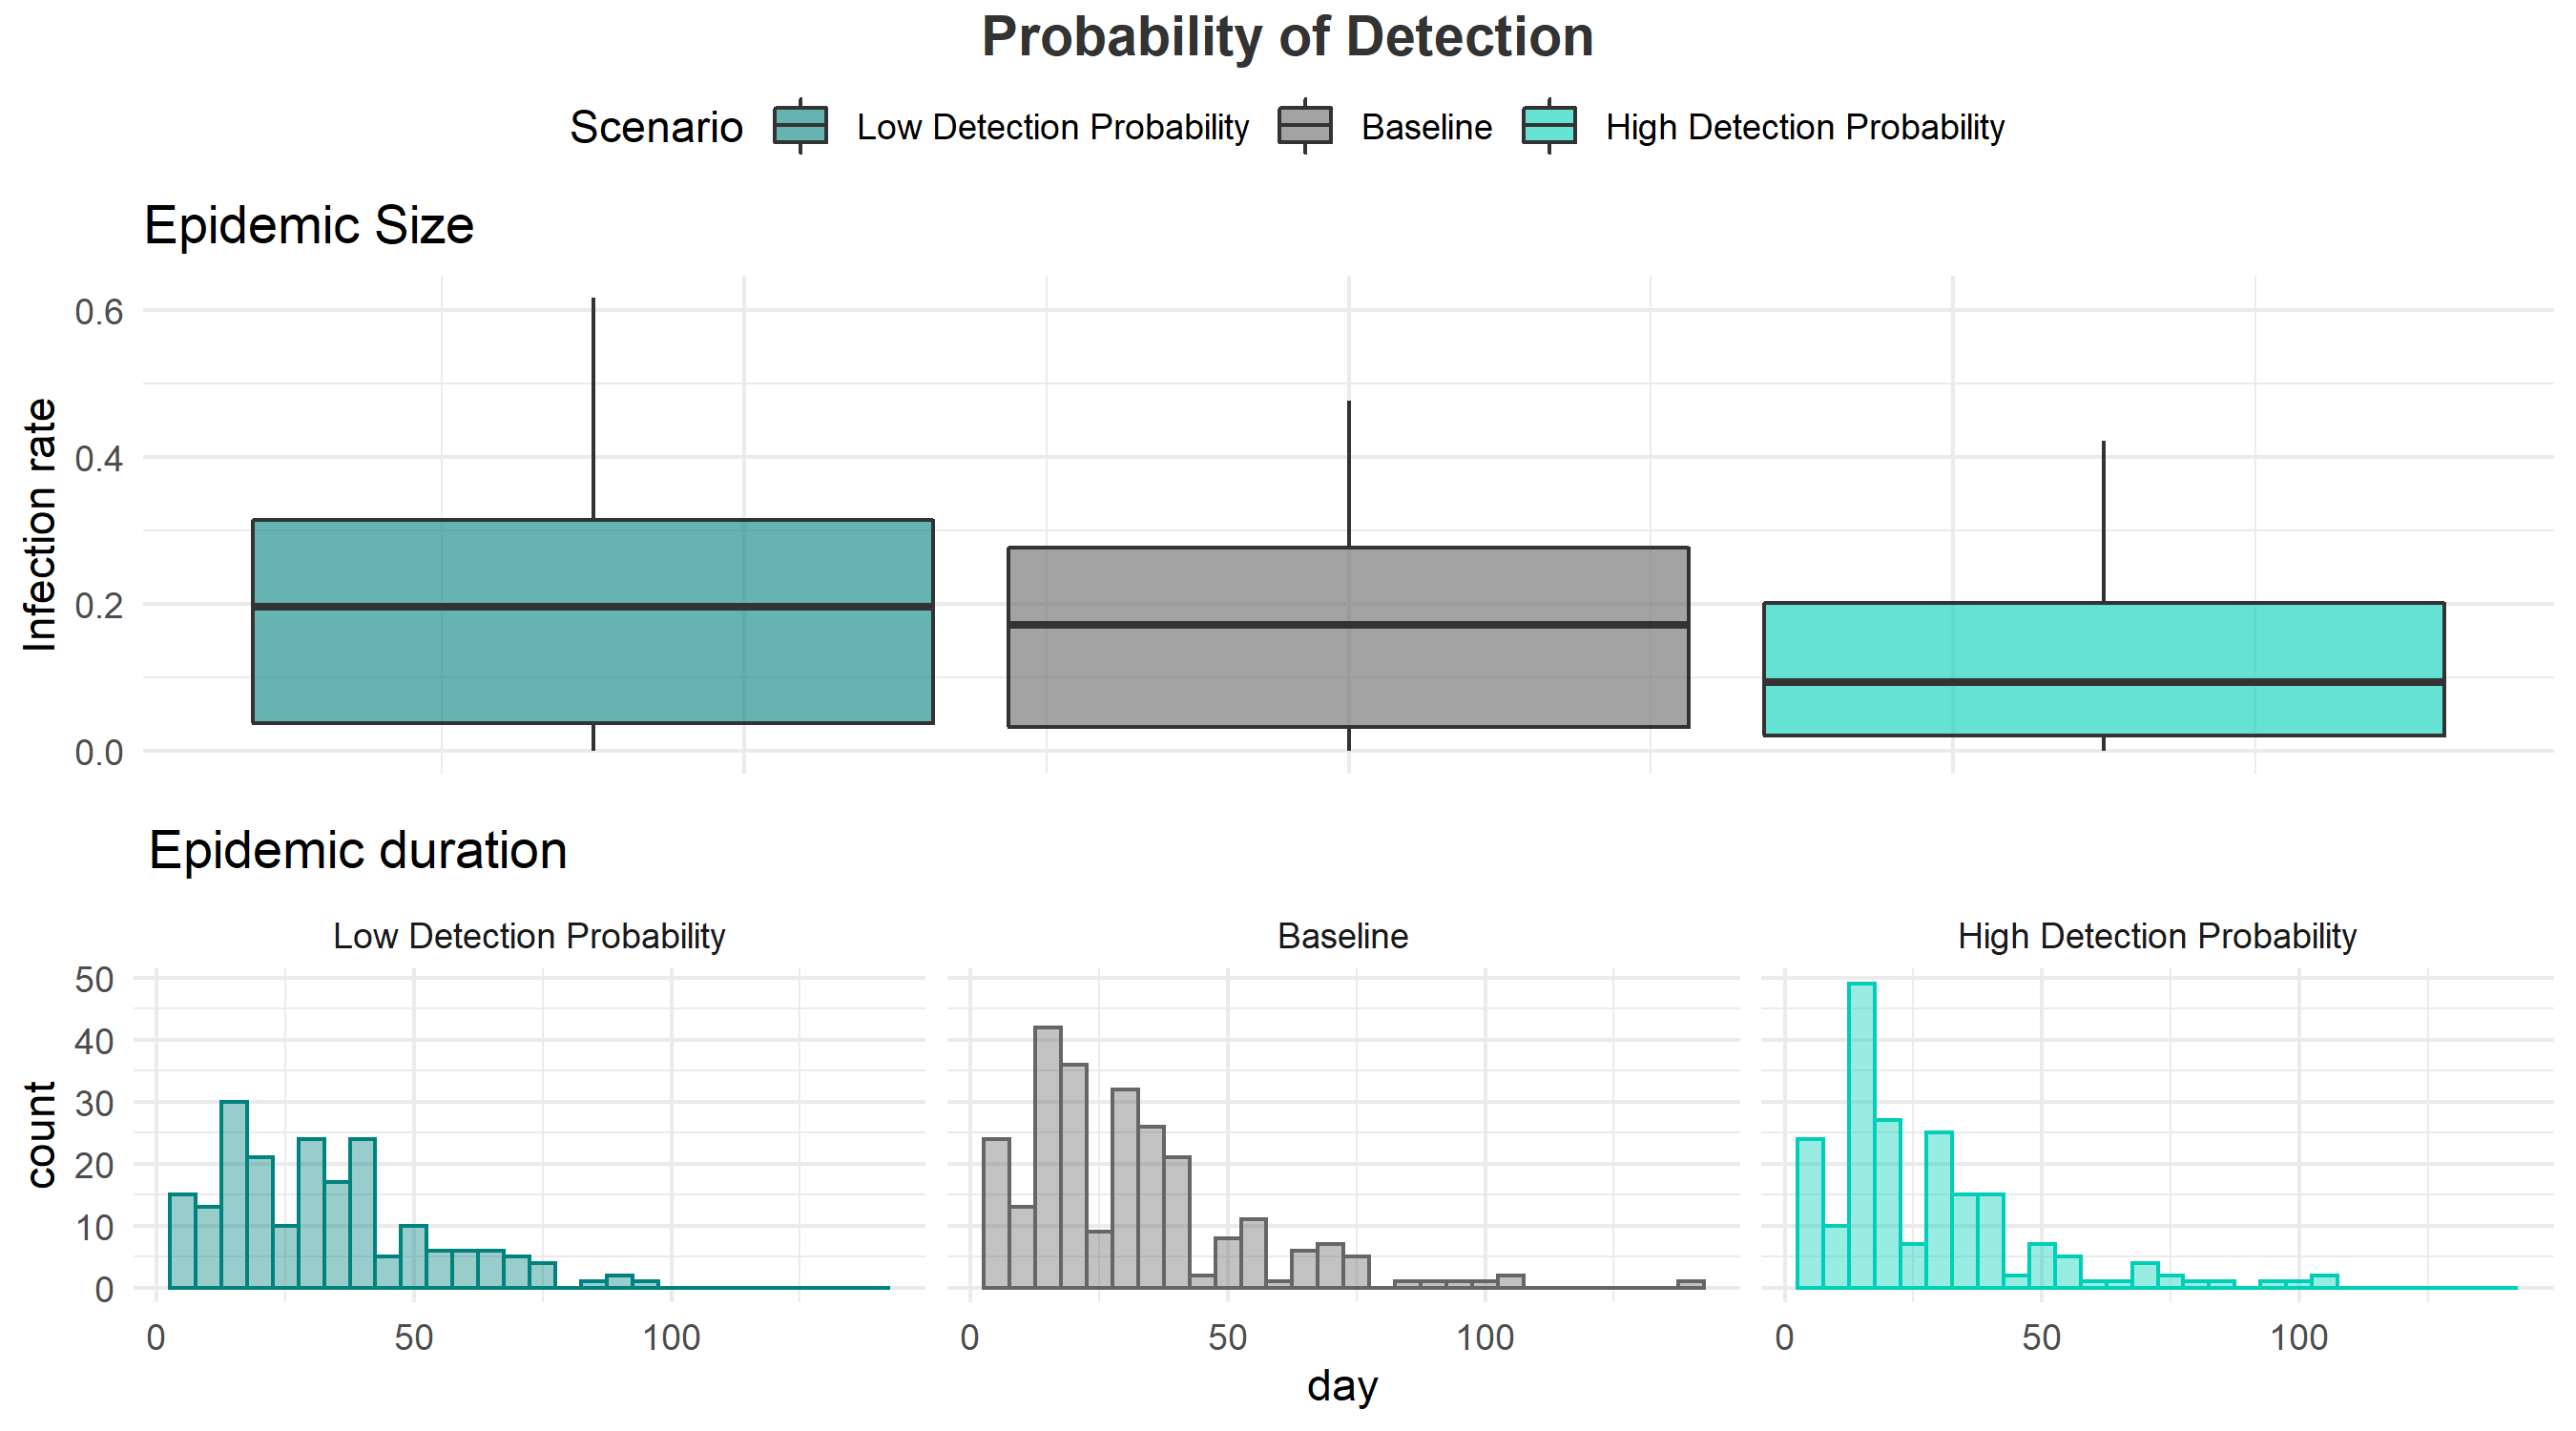 Probability of Detection
Scenario Low Detection Probability Baseline High Detection Probability
Epidemic Size
Infection rate
0.6
0.4
0.2
0.0
Epidemic duration
Low Detection Probability Baseline High Detection Probability
count
50
40
30
20
10
0
0 50 100 0 50 100 0 50 100
day